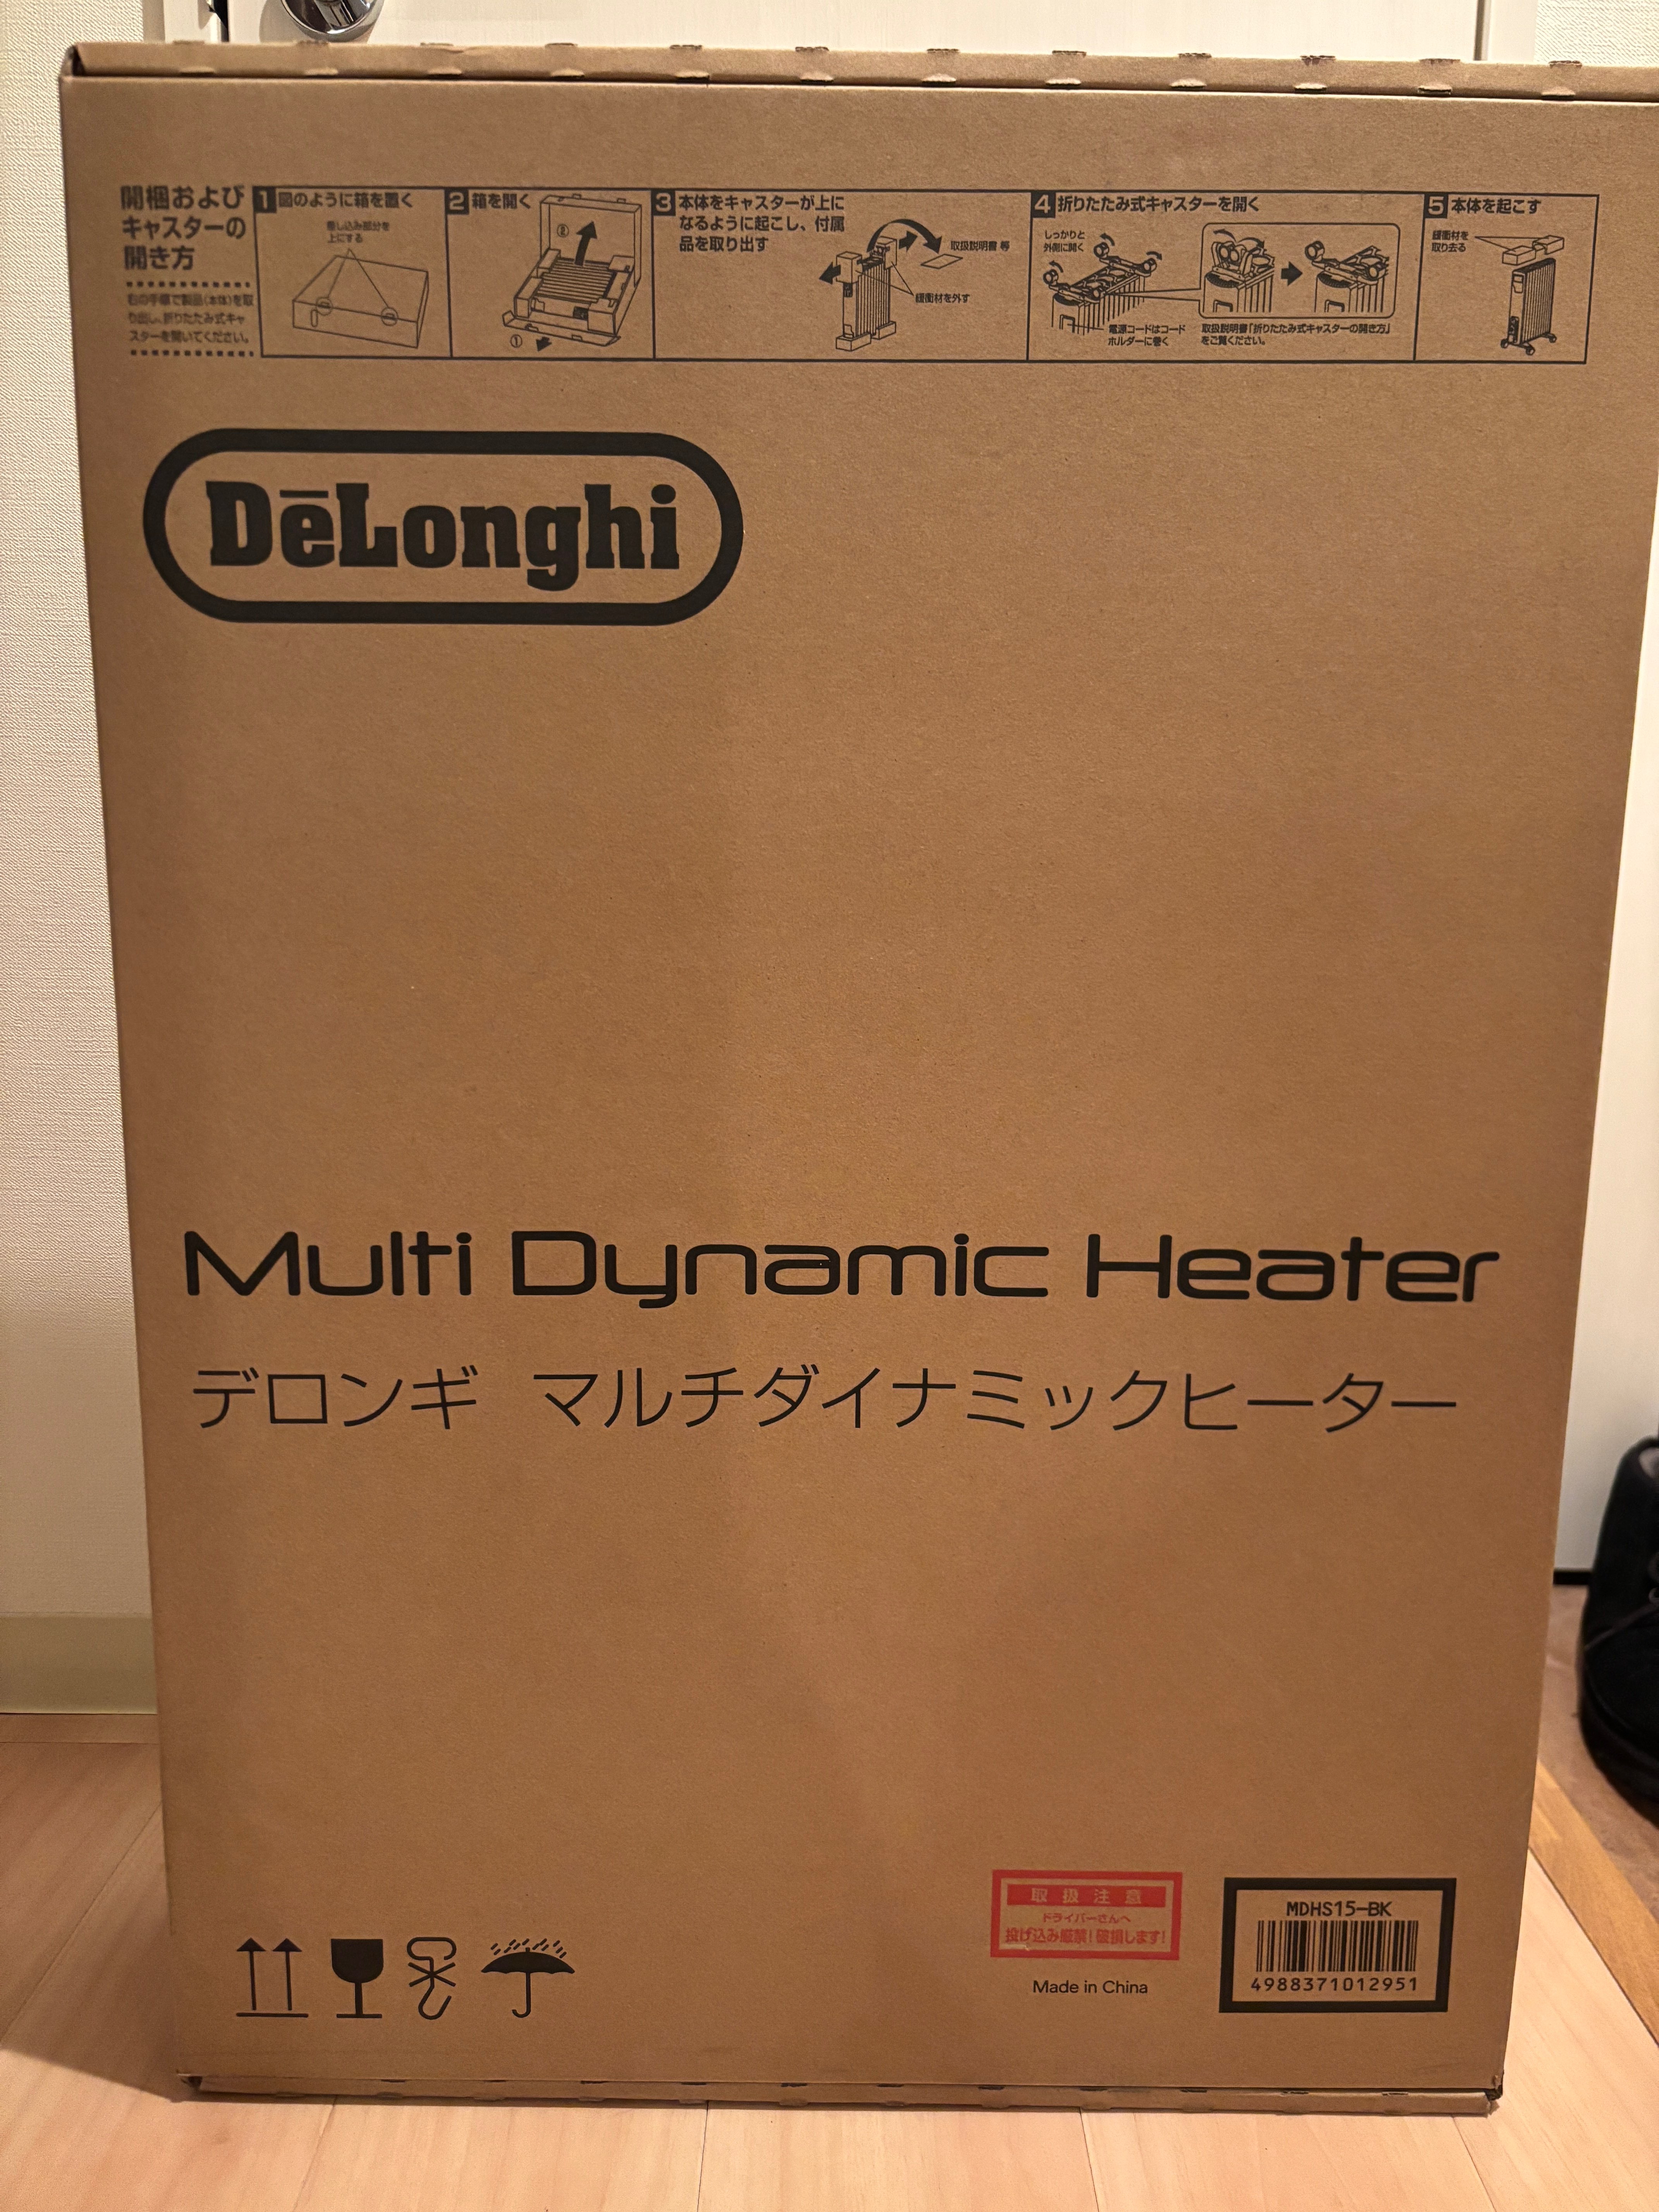 開梱および
キャスターの
開き方
右の手順で製品(本体)を取
り出し、折りたたみ式キャ
スターを開いてください。
1 図のように箱を置く
差し込み部分を
上にする
2 箱を開く
②
①
3 本体をキャスターが上に
なるように起こし、付属
品を取り出す
取扱説明書 等
緩衝材を外す
4 折りたたみ式キャスターを開く
しっかりと
外側に開く
電源コードはコード
ホルダーに巻く
取扱説明書「折りたたみ式キャスターの開き方」
をご覧ください。
5 本体を起こす
緩衝材を
取り去る
DēLonghi
Multi Dynamic Heater
デロンギ マルチダイナミックヒーター
取扱注意
ドライバーさんへ
投げ込み厳禁!破損します!
Made in China
MDHS15-BK
4988371012951